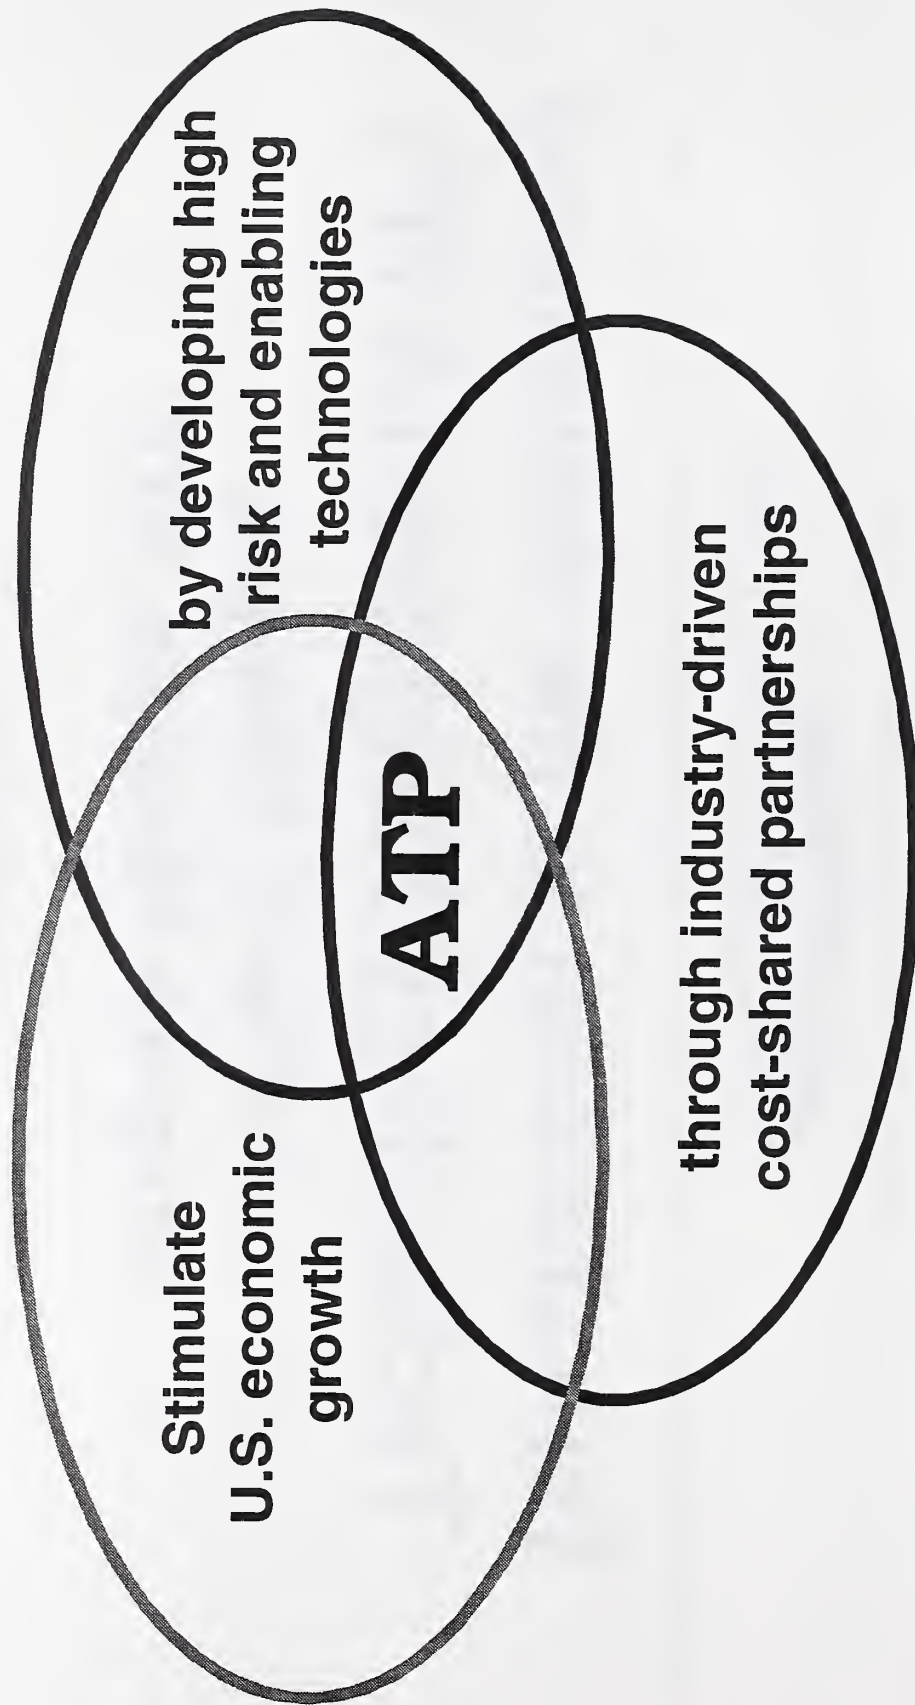 Stimulate
U.S. economic
growth
by developing high
risk and enabling
technologies
ATP
through industry-driven
cost-shared partnerships